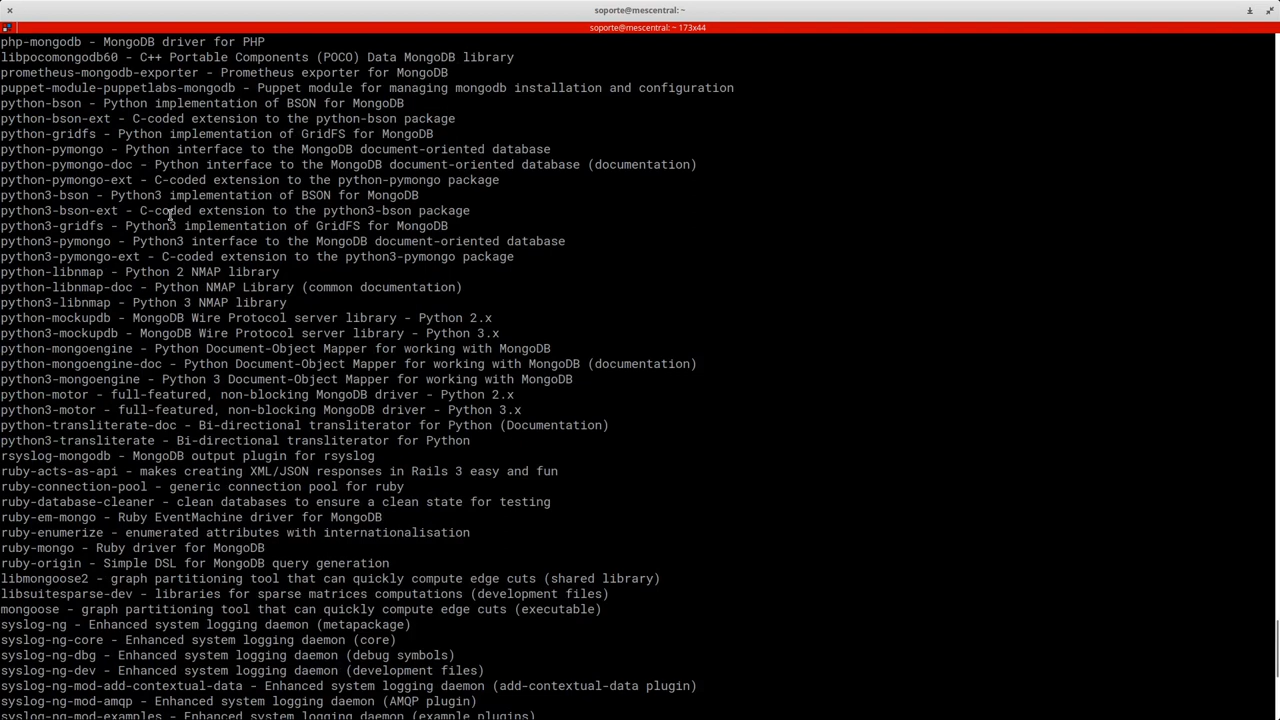 soporte@mescentral: ~
soporte@mescentral: ~ 173x44
php-mongodb - MongoDB driver for PHP
libpocomongodb60 - C++ Portable Components (POCO) Data MongoDB library
prometheus-mongodb-exporter - Prometheus exporter for MongoDB
puppet-module-puppetlabs-mongodb - Puppet module for managing mongodb installation and configuration
python-bson - Python implementation of BSON for MongoDB
python-bson-ext - C-coded extension to the python-bson package
python-gridfs - Python implementation of GridFS for MongoDB
python-pymongo - Python interface to the MongoDB document-oriented database
python-pymongo-doc - Python interface to the MongoDB document-oriented database (documentation)
python-pymongo-ext - C-coded extension to the python-pymongo package
python3-bson - Python3 implementation of BSON for MongoDB
python3-bson-ext - C-coded extension to the python3-bson package
python3-gridfs - Python3 implementation of GridFS for MongoDB
python3-pymongo - Python3 interface to the MongoDB document-oriented database
python3-pymongo-ext - C-coded extension to the python3-pymongo package
python-libnmap - Python 2 NMAP library
python-libnmap-doc - Python NMAP Library (common documentation)
python3-libnmap - Python 3 NMAP library
python-mockupdb - MongoDB Wire Protocol server library - Python 2.x
python3-mockupdb - MongoDB Wire Protocol server library - Python 3.x
python-mongoengine - Python Document-Object Mapper for working with MongoDB
python-mongoengine-doc - Python Document-Object Mapper for working with MongoDB (documentation)
python3-mongoengine - Python 3 Document-Object Mapper for working with MongoDB
python-motor - full-featured, non-blocking MongoDB driver - Python 2.x
python3-motor - full-featured, non-blocking MongoDB driver - Python 3.x
python-transliterate-doc - Bi-directional transliterator for Python (Documentation)
python3-transliterate - Bi-directional transliterator for Python
rsyslog-mongodb - MongoDB output plugin for rsyslog
ruby-acts-as-api - makes creating XML/JSON responses in Rails 3 easy and fun
ruby-connection-pool - generic connection pool for ruby
ruby-database-cleaner - clean databases to ensure a clean state for testing
ruby-em-mongo - Ruby EventMachine driver for MongoDB
ruby-enumerize - enumerated attributes with internationalisation
ruby-mongo - Ruby driver for MongoDB
ruby-origin - Simple DSL for MongoDB query generation
libmongoose2 - graph partitioning tool that can quickly compute edge cuts (shared library)
libsuitesparse-dev - libraries for sparse matrices computations (development files)
mongoose - graph partitioning tool that can quickly compute edge cuts (executable)
syslog-ng - Enhanced system logging daemon (metapackage)
syslog-ng-core - Enhanced system logging daemon (core)
syslog-ng-dbg - Enhanced system logging daemon (debug symbols)
syslog-ng-dev - Enhanced system logging daemon (development files)
syslog-ng-mod-add-contextual-data - Enhanced system logging daemon (add-contextual-data plugin)
syslog-ng-mod-amqp - Enhanced system logging daemon (AMQP plugin)
syslog-ng-mod-examples - Enhanced system logging daemon (example plugins)